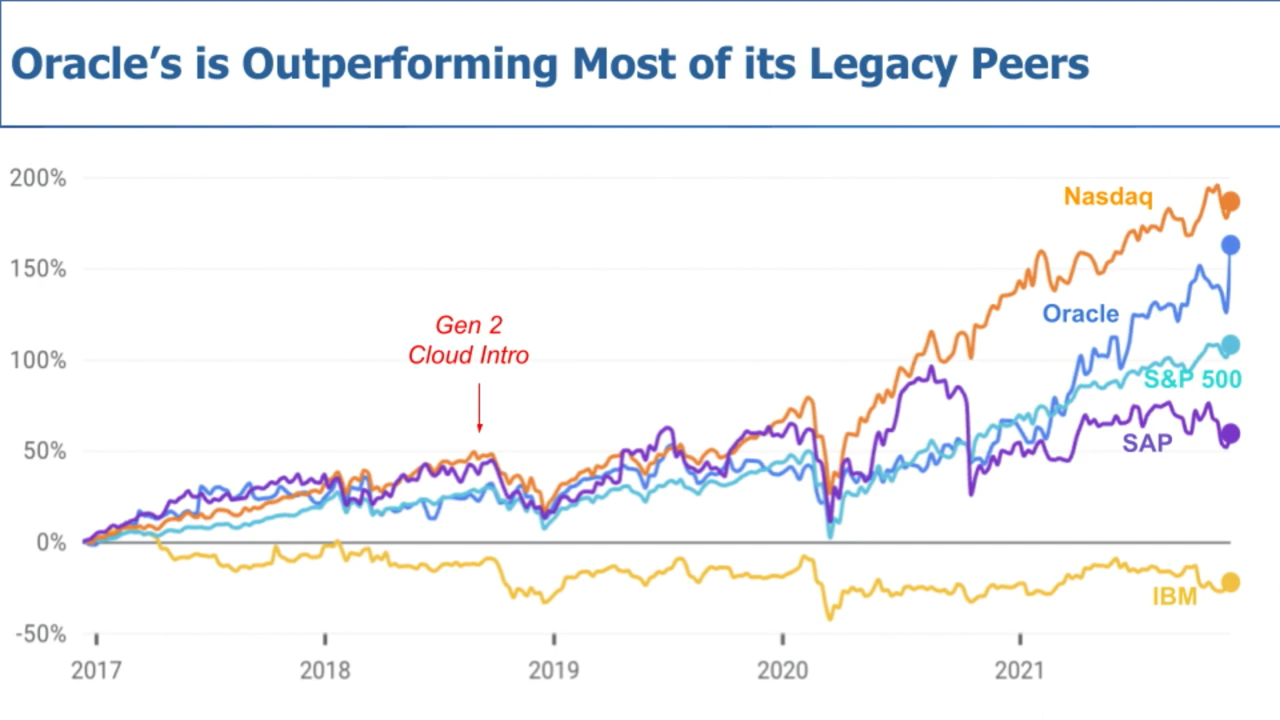 Oracle’s is Outperforming Most of its Legacy Peers
200%
150%
100%
50%
0%
-50%
Nasdaq
Oracle
S&P 500
SAP
IBM
Gen 2
Cloud Intro
2017
2018
2019
2020
2021